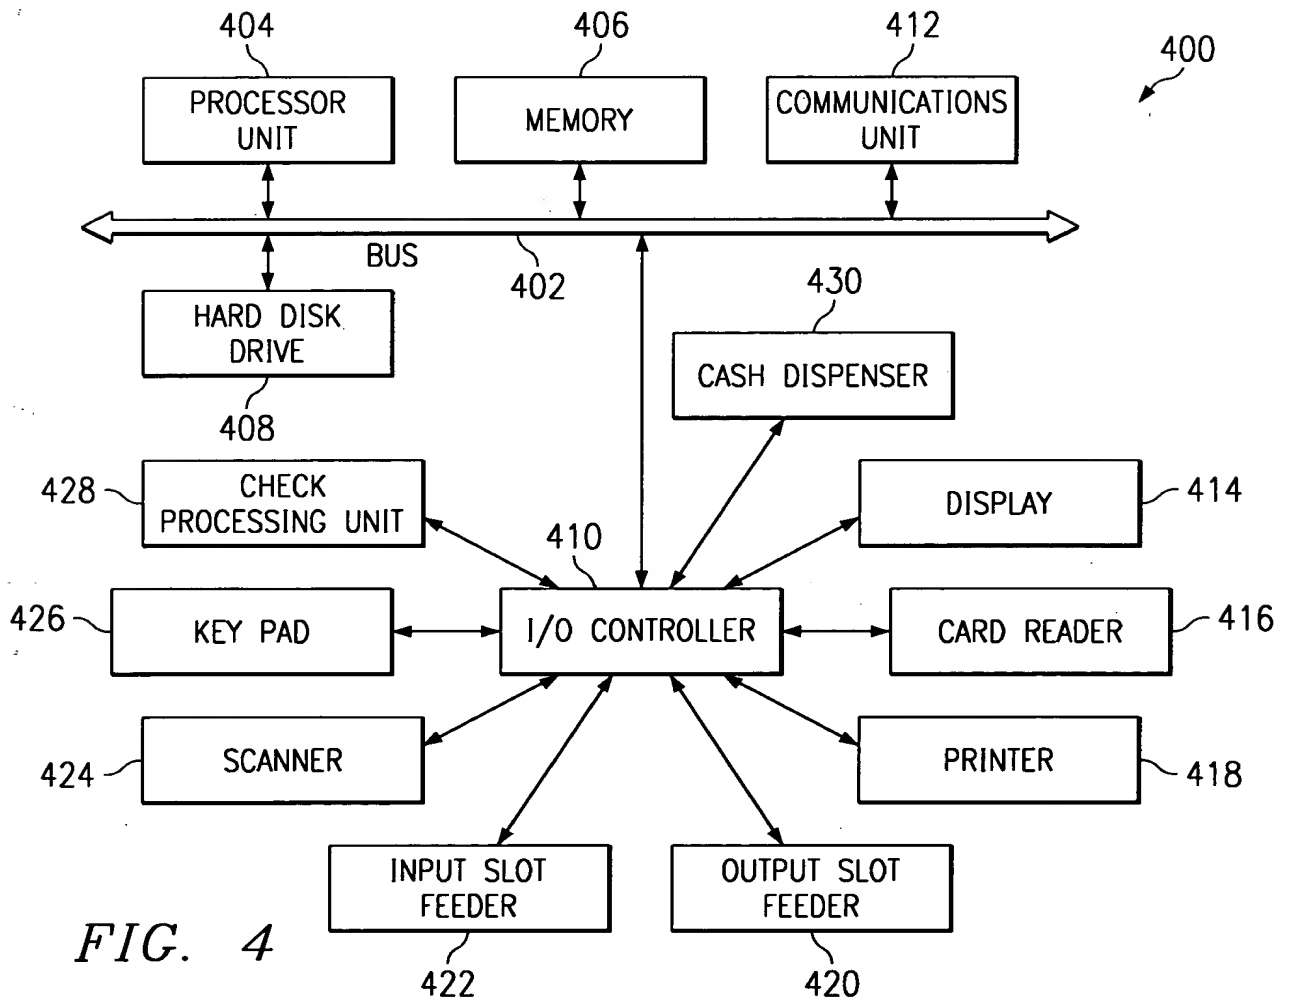 404
406
412
400
PROCESSOR
UNIT
MEMORY
COMMUNICATIONS
UNIT
BUS
402
HARD DISK
DRIVE
408
430
CASH DISPENSER
428
CHECK
PROCESSING UNIT
410
DISPLAY
414
426
KEY PAD
I/O CONTROLLER
CARD READER
416
424
SCANNER
PRINTER
418
INPUT SLOT
FEEDER
OUTPUT SLOT
FEEDER
422
420
FIG. 4